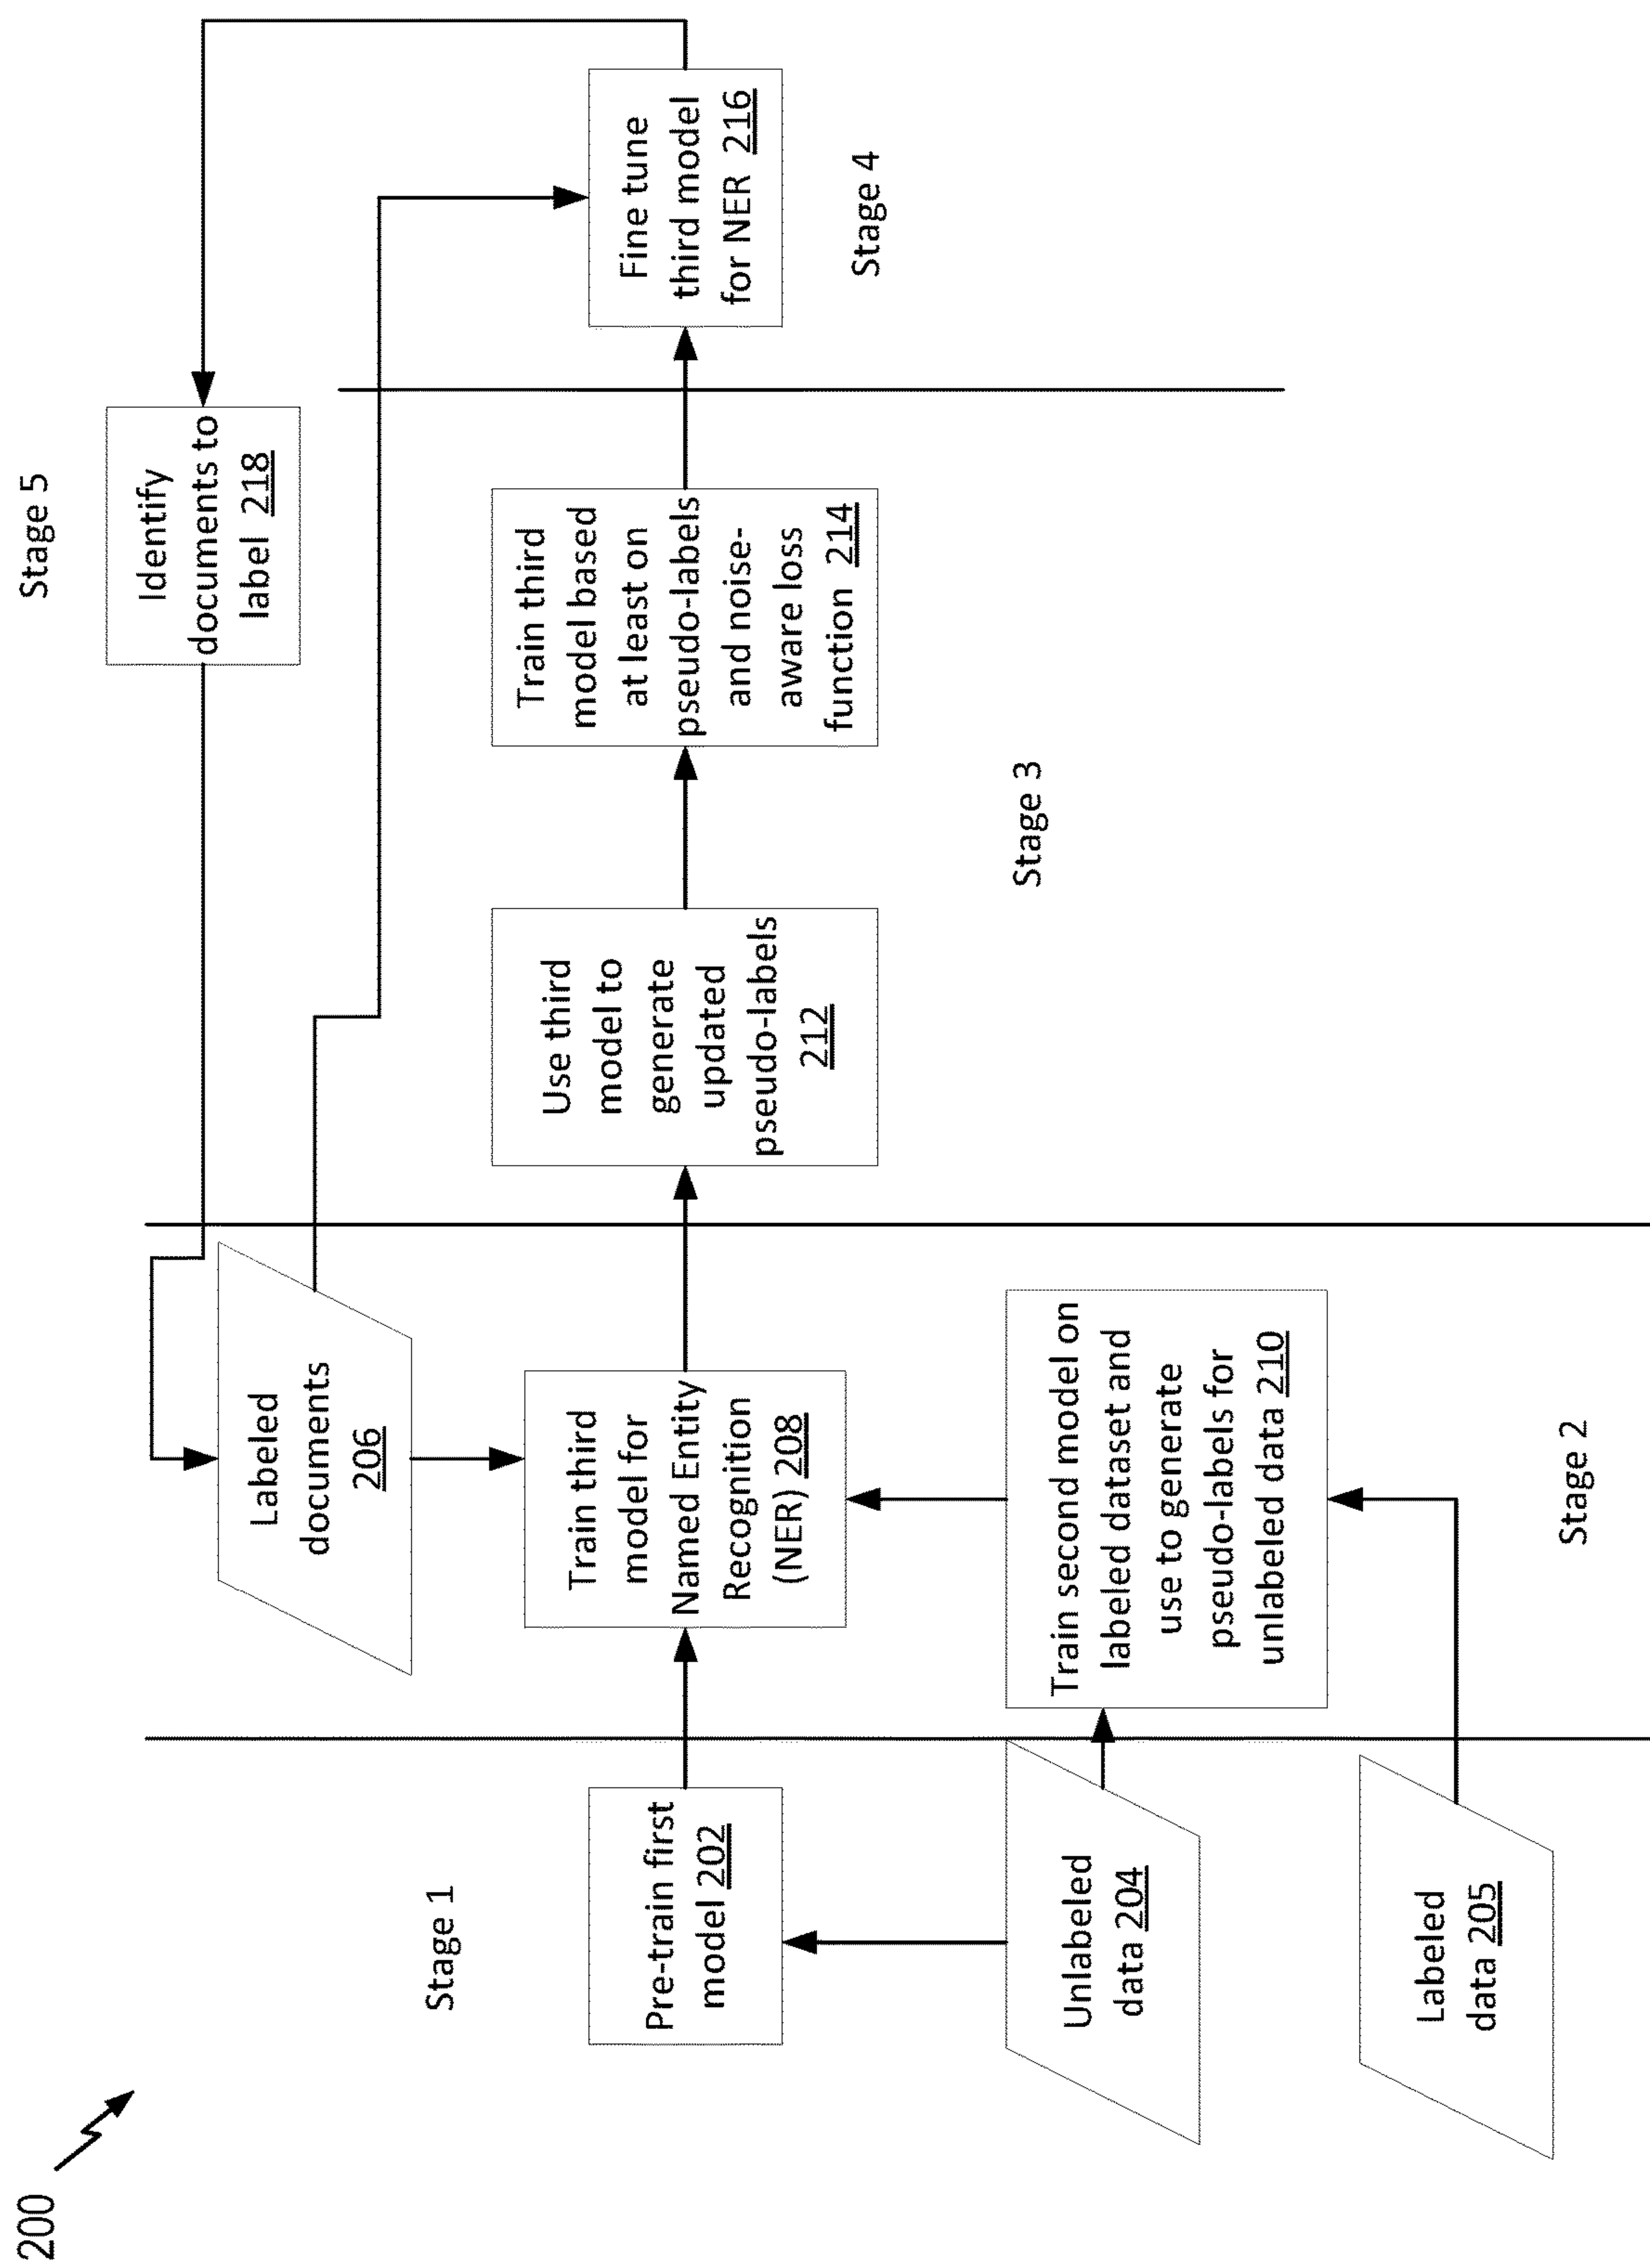 200
Stage 1
Pre-train first
model 202
Unlabeled
data 204
Labeled
data 205
Stage 2
Labeled
documents
206
Train third
model for
Named Entity
Recognition
(NER) 208
Train second model on
labeled dataset and
use to generate
pseudo-labels for
unlabeled data 210
Stage 3
Use third
model to
generate
updated
pseudo-labels
212
Train third
model based
at least on
pseudo-labels
and noise-
aware loss
function 214
Stage 4
Fine tune
third model
for NER 216
Stage 5
Identify
documents to
label 218